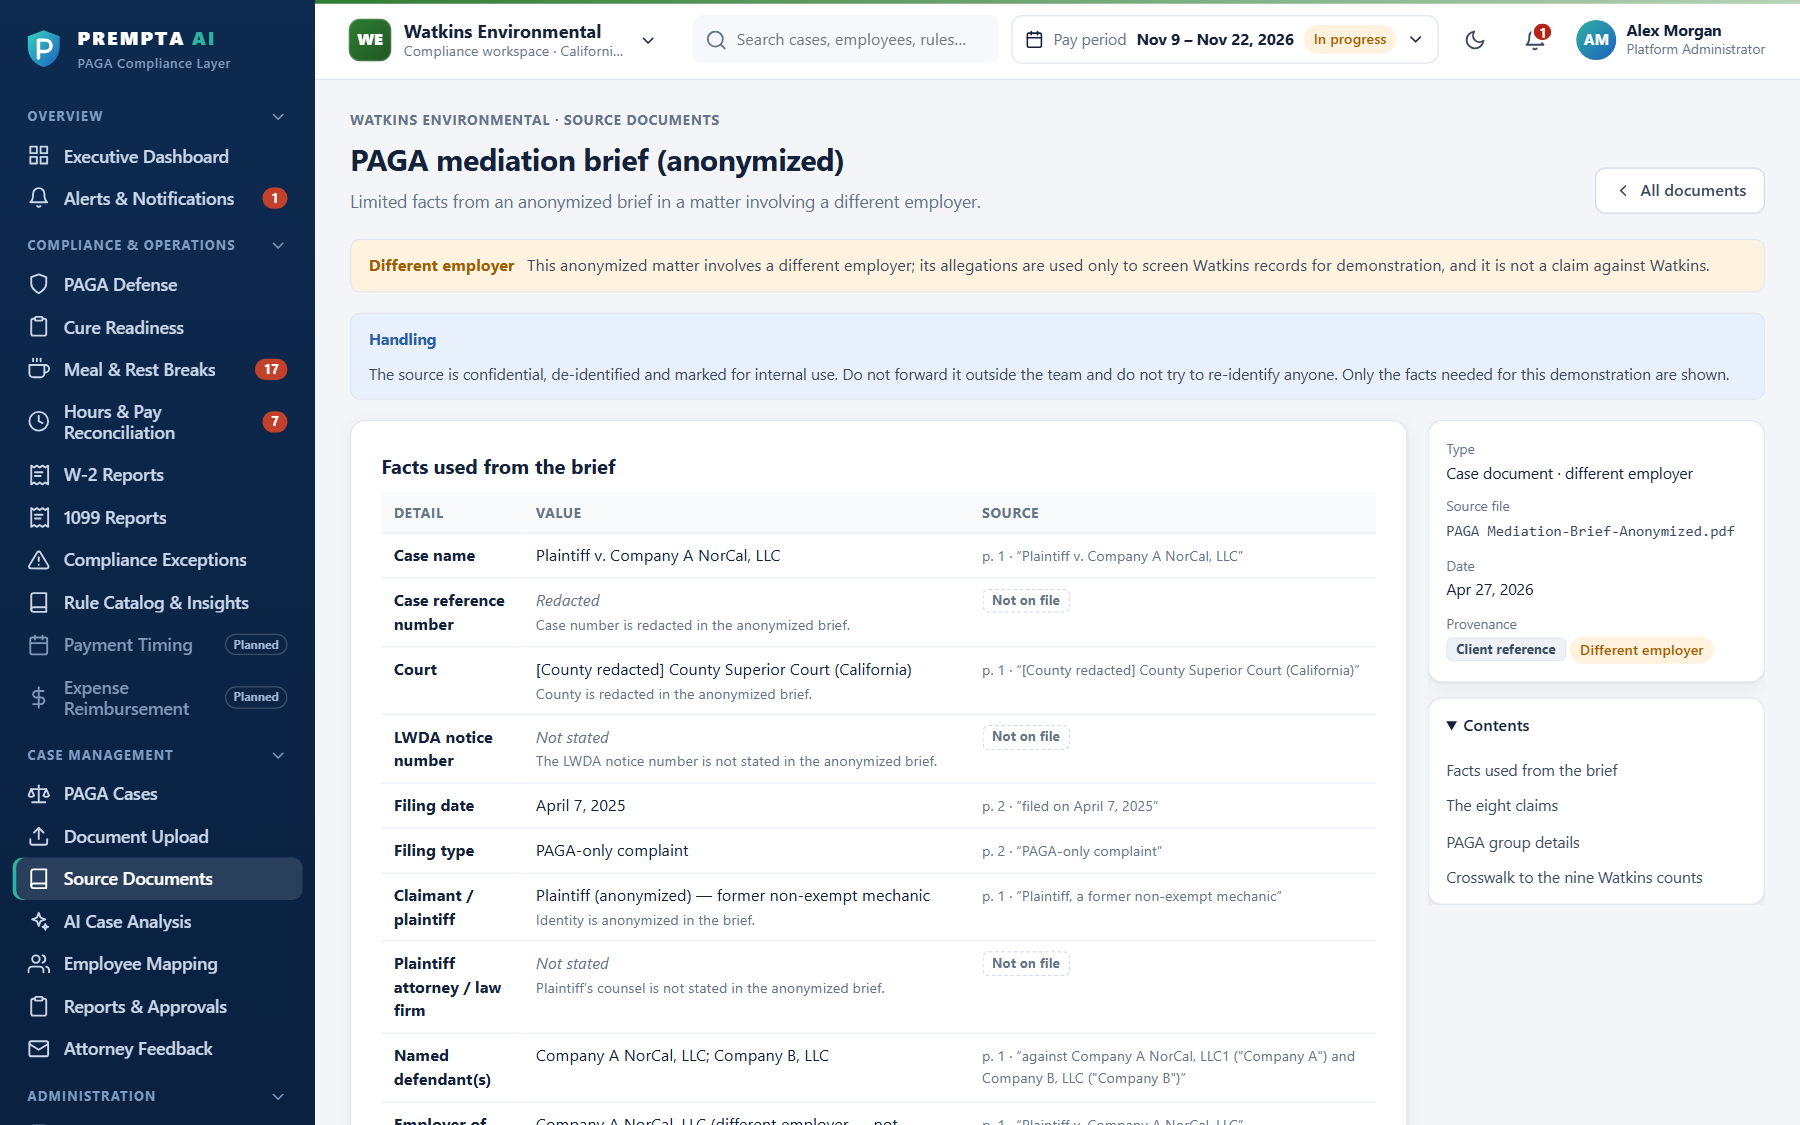 PREMPTA AI
PAGA Compliance Layer
OVERVIEW
Executive Dashboard
Alerts & Notifications
1
COMPLIANCE & OPERATIONS
PAGA Defense
Cure Readiness
Meal & Rest Breaks
17
Hours & Pay
Reconciliation
7
W-2 Reports
1099 Reports
Compliance Exceptions
Rule Catalog & Insights
Payment Timing
Planned
Expense
Reimbursement
Planned
CASE MANAGEMENT
PAGA Cases
Document Upload
Source Documents
AI Case Analysis
Employee Mapping
Reports & Approvals
Attorney Feedback
ADMINISTRATION
WE
Watkins Environmental
Compliance workspace · Californi...
Search cases, employees, rules...
Pay period Nov 9 – Nov 22, 2026 In progress
1
AM
Alex Morgan
Platform Administrator
WATKINS ENVIRONMENTAL · SOURCE DOCUMENTS
PAGA mediation brief (anonymized)
Limited facts from an anonymized brief in a matter involving a different employer.
All documents
Different employer This anonymized matter involves a different employer; its allegations are used only to screen Watkins records for demonstration, and it is not a claim against Watkins.
Handling
The source is confidential, de-identified and marked for internal use. Do not forward it outside the team and do not try to re-identify anyone. Only the facts needed for this demonstration are shown.
Facts used from the brief
DETAIL VALUE SOURCE
Case name Plaintiff v. Company A NorCal, LLC p. 1 · “Plaintiff v. Company A NorCal, LLC”
Case reference number
Redacted
Case number is redacted in the anonymized brief.
Not on file
Court [County redacted] County Superior Court (California) p. 1 · “[County redacted] County Superior Court (California)”
County is redacted in the anonymized brief.
LWDA notice number
Not stated
The LWDA notice number is not stated in the anonymized brief.
Not on file
Filing date April 7, 2025 p. 2 · “filed on April 7, 2025”
Filing type PAGA-only complaint p. 2 · “PAGA-only complaint”
Claimant / plaintiff
Plaintiff (anonymized) — former non-exempt mechanic
Identity is anonymized in the brief.
p. 1 · “Plaintiff, a former non-exempt mechanic”
Plaintiff attorney / law firm
Not stated
Plaintiff’s counsel is not stated in the anonymized brief.
Not on file
Named defendant(s)
Company A NorCal, LLC; Company B, LLC
p. 1 · “against Company A NorCal, LLC1 ("Company A") and
Company B, LLC ("Company B")”
Employer of Company A NorCal, LLC (different employer — not p. 1 · “Plaintiff v. Company A NorCal, LLC”
Type
Case document · different employer
Source file
PAGA Mediation-Brief-Anonymized.pdf
Date
Apr 27, 2026
Provenance
Client reference Different employer
Contents
Facts used from the brief
The eight claims
PAGA group details
Crosswalk to the nine Watkins counts